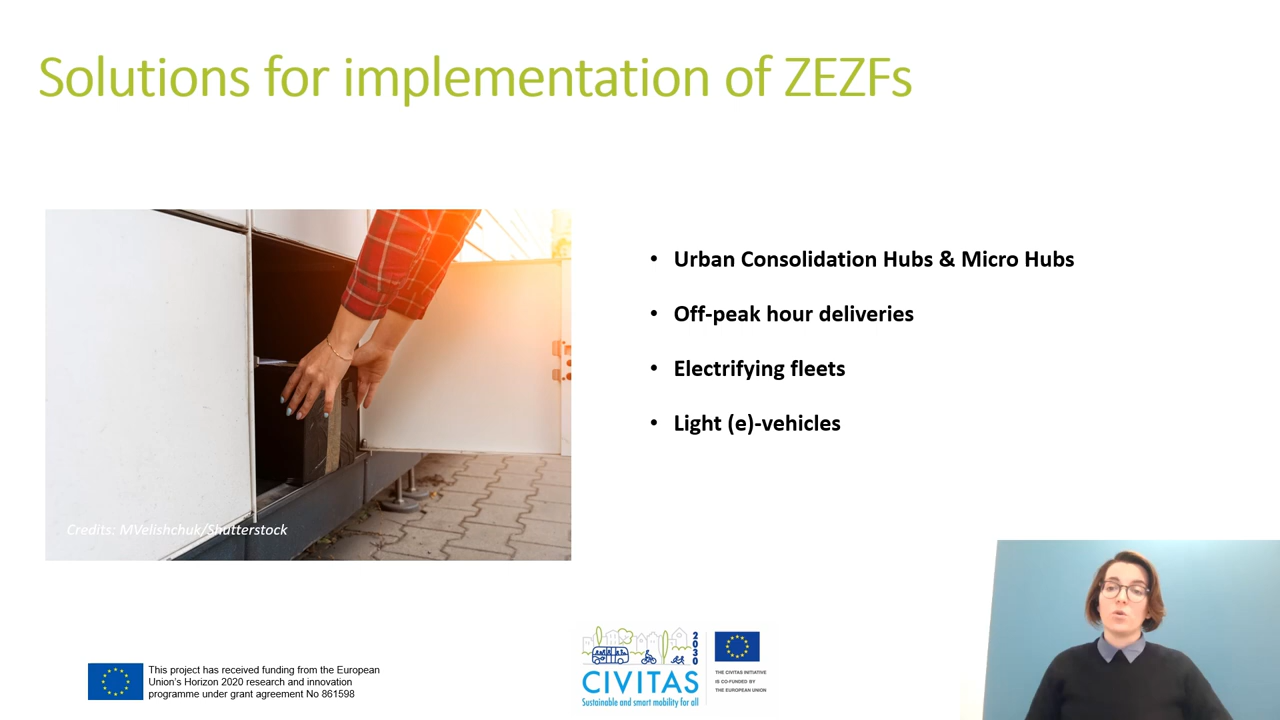 Solutions for implementation of ZEZFs
• Urban Consolidation Hubs & Micro Hubs
• Off-peak hour deliveries
• Electrifying fleets
• Light (e)-vehicles
Credits: MVelishchuk/Shutterstock
This project has received funding from the European
Union's Horizon 2020 research and innovation
programme under grant agreement No 861598
2030
CIVITAS
Sustainable and smart mobility for all
THE CIVITAS INITIATIVE
IS CO-FUNDED BY
THE EUROPEAN UNION